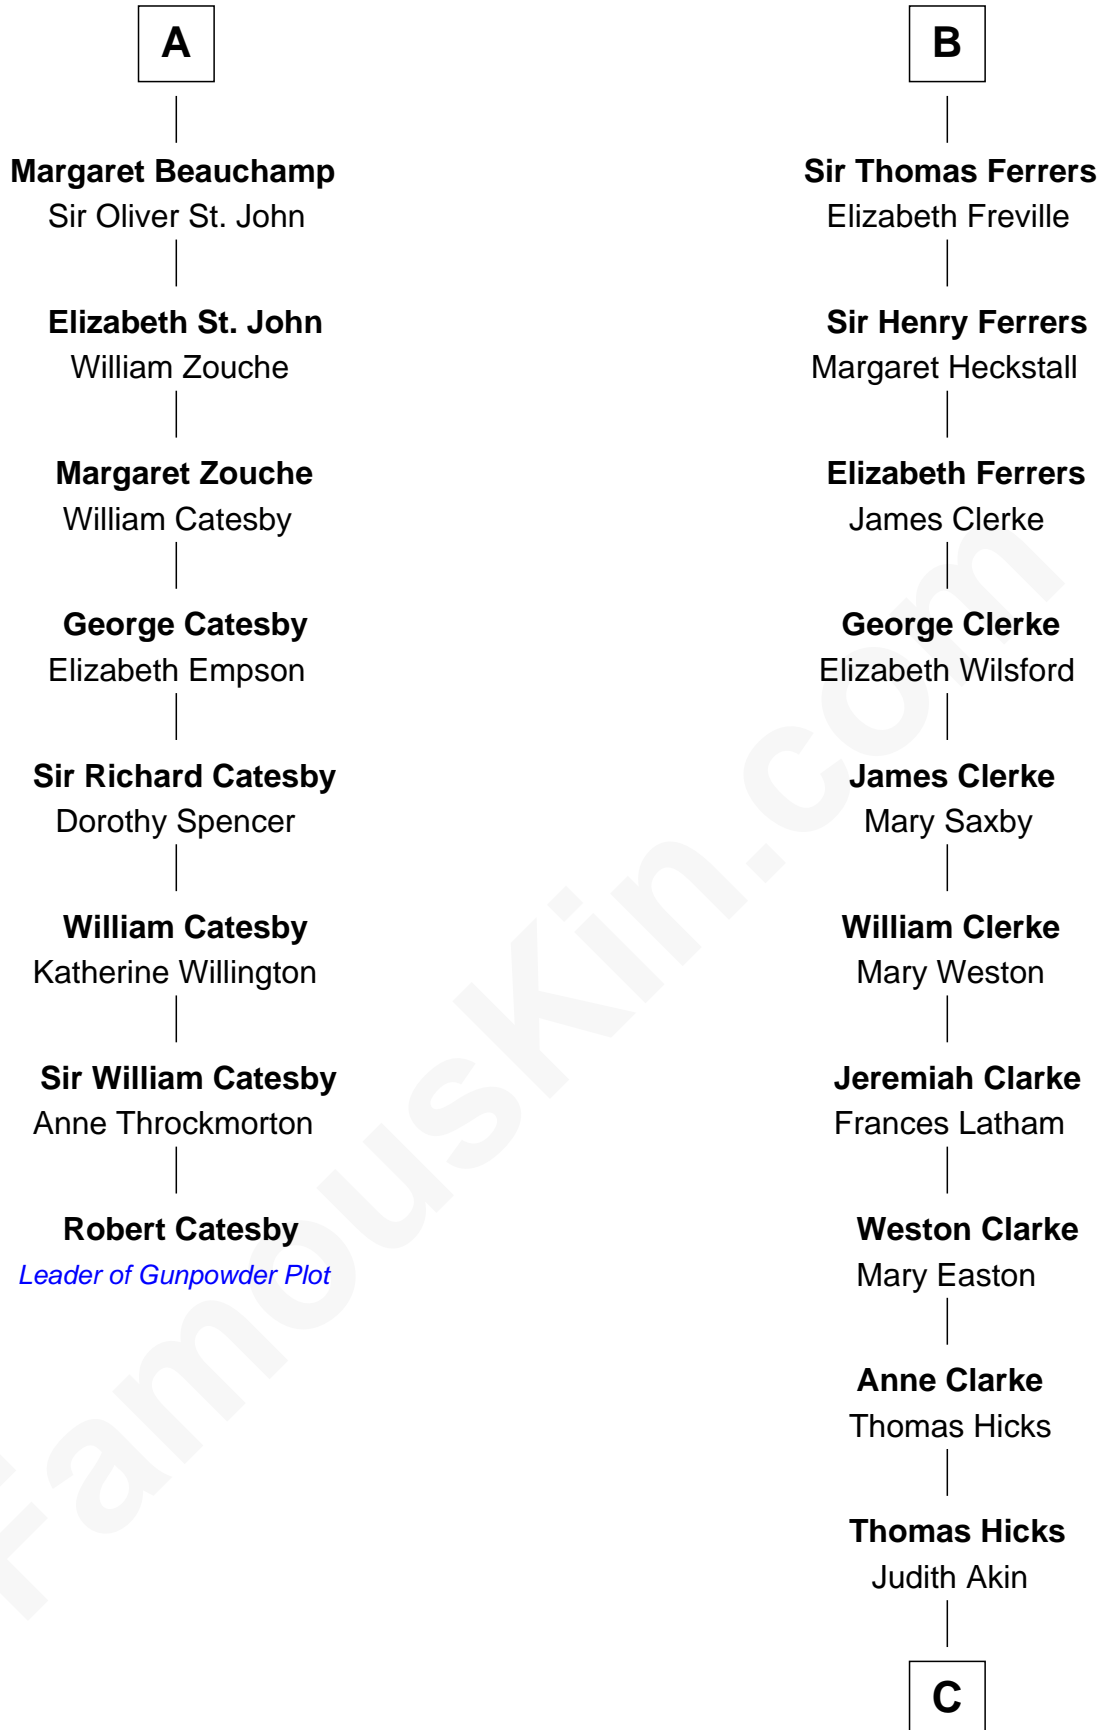 A
Margaret Beauchamp
Sir Oliver St. John
Elizabeth St. John
William Zouche
Margaret Zouche
William Catesby
George Catesby
Elizabeth Empson
Sir Richard Catesby
Dorothy Spencer
William Catesby
Katherine Willington
Sir William Catesby
Anne Throckmorton
Robert Catesby
Leader of Gunpowder Plot
B
Sir Thomas Ferrers
Elizabeth Freville
Sir Henry Ferrers
Margaret Heckstall
Elizabeth Ferrers
James Clerke
George Clerke
Elizabeth Wilsford
James Clerke
Mary Saxby
William Clerke
Mary Weston
Jeremiah Clarke
Frances Latham
Weston Clarke
Mary Easton
Anne Clarke
Thomas Hicks
Thomas Hicks
Judith Akin
C
FamousKin.com